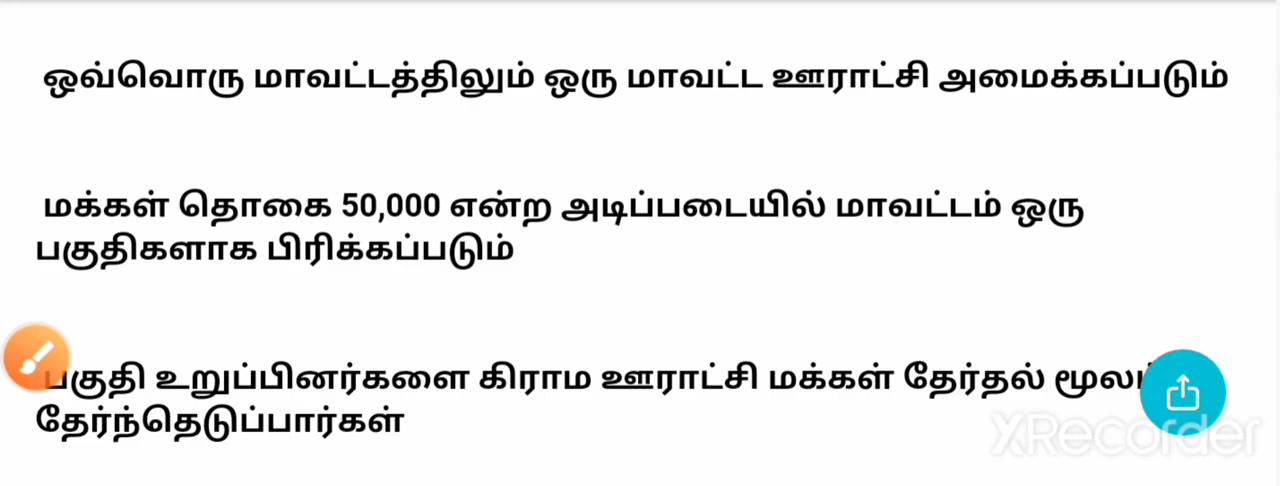 ஒவ்வொரு மாவட்டத்திலும் ஒரு மாவட்ட ஊராட்சி அமைக்கப்படும்
மக்கள் தொகை 50,000 என்ற அடிப்படையில் மாவட்டம் ஒரு
பகுதிகளாக பிரிக்கப்படும்
பகுதி உறுப்பினர்களை கிராம ஊராட்சி மக்கள் தேர்தல் மூலம்
தேர்ந்தெடுப்பார்கள்
XRecorder